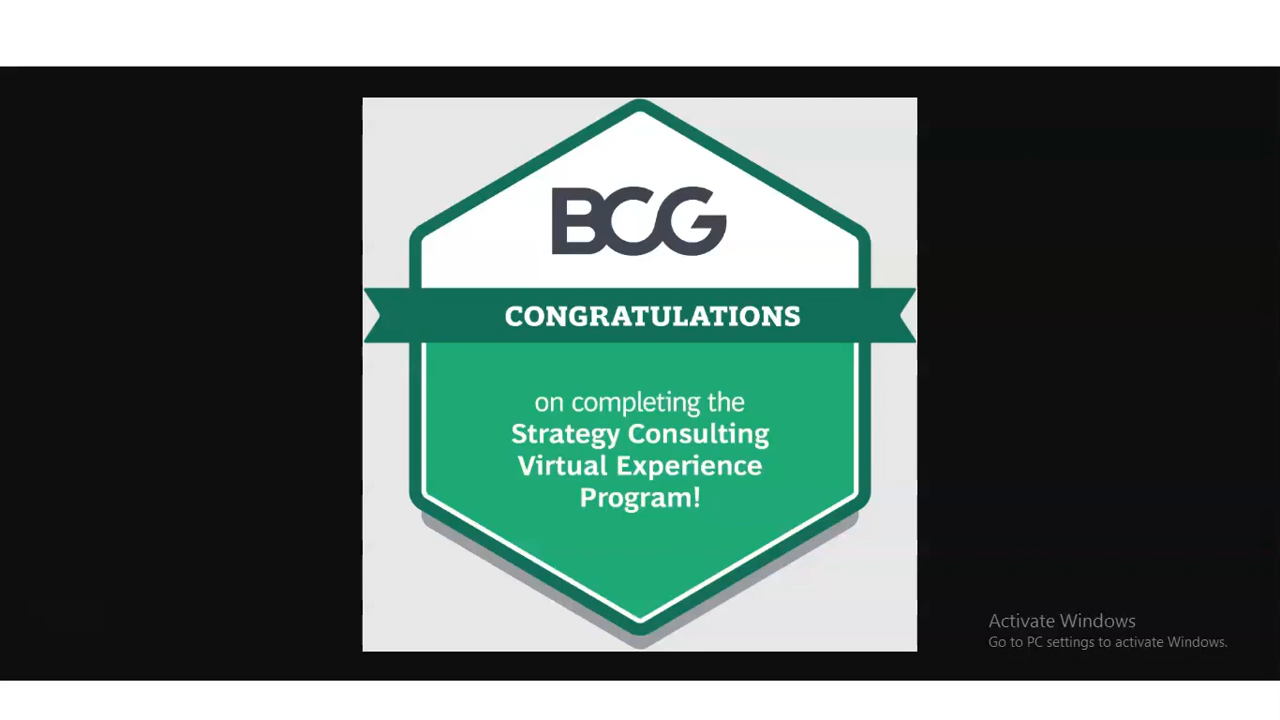 BCG
CONGRATULATIONS
on completing the
Strategy Consulting
Virtual Experience
Program!
Activate Windows
Go to PC settings to activate Windows.